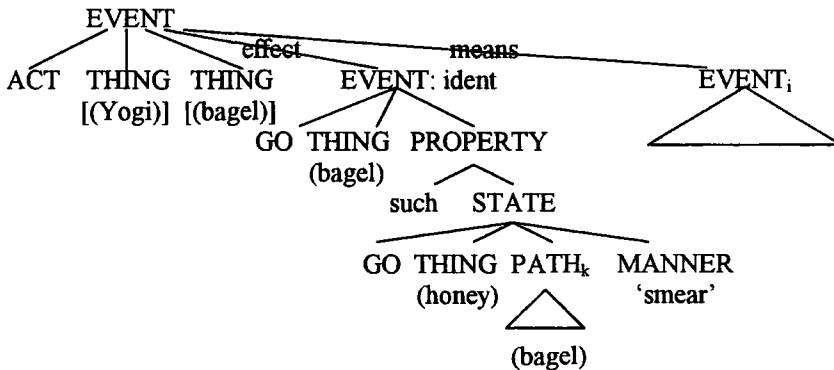 EVENT
effect means
ACT THING THING EVENT: ident EVENTi
[(Yogi)] [(bagel)]
GO THING PROPERTY
(bagel)
such STATE
GO THING PATHk MANNER
(honey) 'smear'
(bagel)